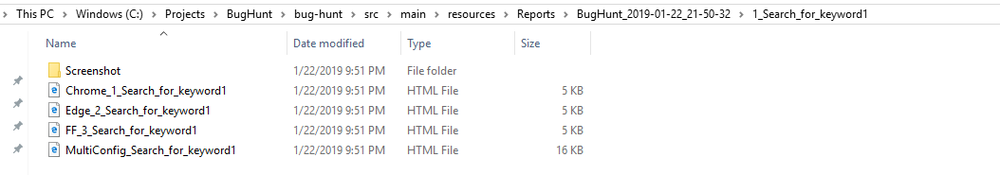 This PC > Windows (C:) > Projects > BugHunt > bug-hunt > src > main > resources > Reports > BugHunt_2019-01-22_21-50-32 > 1_Search_for_keyword1
Name Date modified Type Size
Screenshot 1/22/2019 9:51 PM File folder
Chrome_1_Search_for_keyword1 1/22/2019 9:51 PM HTML File 5 KB
Edge_2_Search_for_keyword1 1/22/2019 9:51 PM HTML File 5 KB
FF_3_Search_for_keyword1 1/22/2019 9:51 PM HTML File 5 KB
MultiConfig_Search_for_keyword1 1/22/2019 9:51 PM HTML File 16 KB